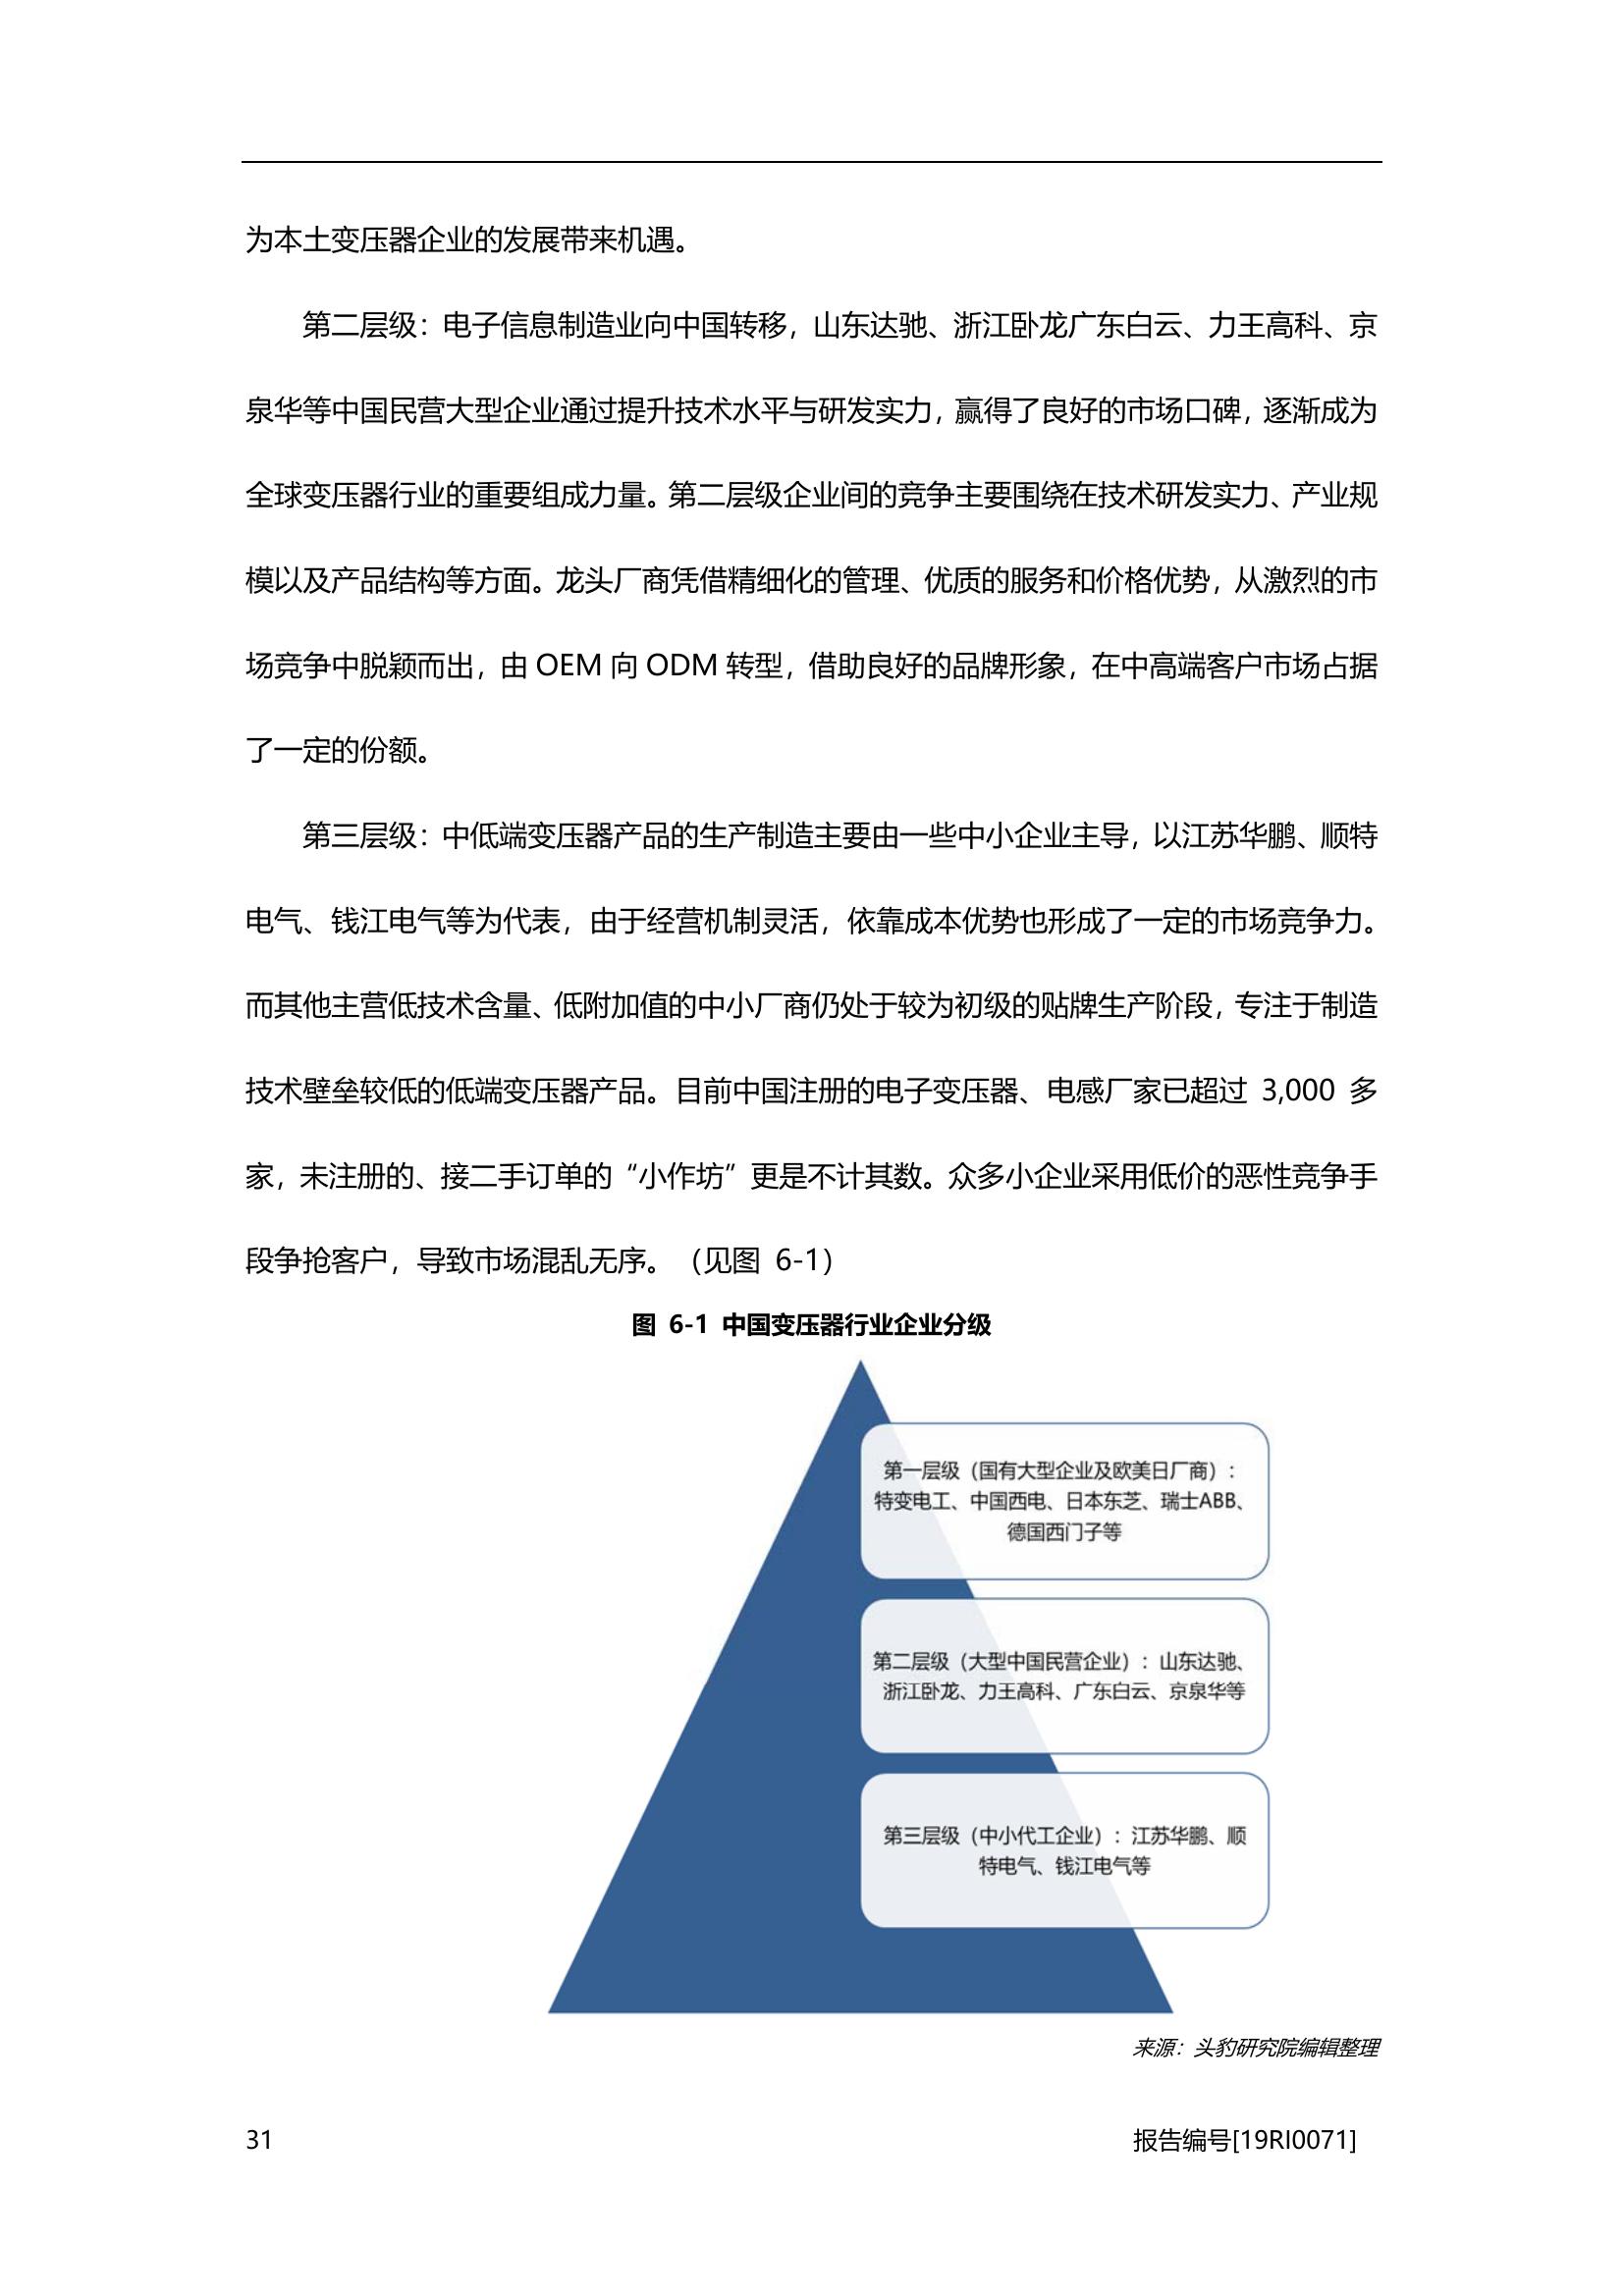 为本土变压器企业的发展带来机遇。
第二层级：电子信息制造业向中国转移，山东达驰、浙江卧龙广东白云、力王高科、京
泉华等中国民营大型企业通过提升技术水平与研发实力，赢得了良好的市场口碑，逐渐成为
全球变压器行业的重要组成力量。第二层级企业间的竞争主要围绕在技术研发实力、产业规
模以及产品结构等方面。龙头厂商凭借精细化的管理、优质的服务和价格优势，从激烈的市
场竞争中脱颖而出，由 OEM 向 ODM 转型，借助良好的品牌形象，在中高端客户市场占据
了一定的份额。
第三层级：中低端变压器产品的生产制造主要由一些中小企业主导，以江苏华鹏、顺特
电气、钱江电气等为代表，由于经营机制灵活，依靠成本优势也形成了一定的市场竞争力。
而其他主营低技术含量、低附加值的中小厂商仍处于较为初级的贴牌生产阶段，专注于制造
技术壁垒较低的低端变压器产品。目前中国注册的电子变压器、电感厂家已超过 3,000 多
家，未注册的、接二手订单的“小作坊”更是不计其数。众多小企业采用低价的恶性竞争手
段争抢客户，导致市场混乱无序。（见图 6-1）
图 6-1 中国变压器行业企业分级
第一层级（国有大型企业及欧美日厂商）：
特变电工、中国西电、日本东芝、瑞士ABB、
德国西门子等
第二层级（大型中国民营企业）：山东达驰、
浙江卧龙、力王高科、广东白云、京泉华等
第三层级（中小代工企业）：江苏华鹏、顺
特电气、钱江电气等
来源：头豹研究院编辑整理
31 报告编号[19RI0071]